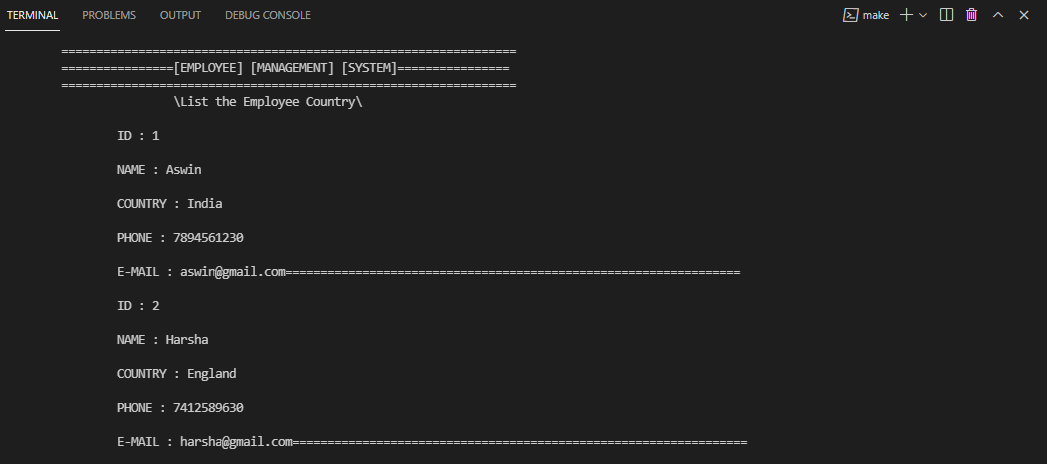 TERMINAL PROBLEMS OUTPUT DEBUG CONSOLE make
=================================================================
================[EMPLOYEE] [MANAGEMENT] [SYSTEM]================
=================================================================
\List the Employee Country\
ID : 1
NAME : Aswin
COUNTRY : India
PHONE : 7894561230
E-MAIL : aswin@gmail.com=================================================================
ID : 2
NAME : Harsha
COUNTRY : England
PHONE : 7412589630
E-MAIL : harsha@gmail.com=================================================================